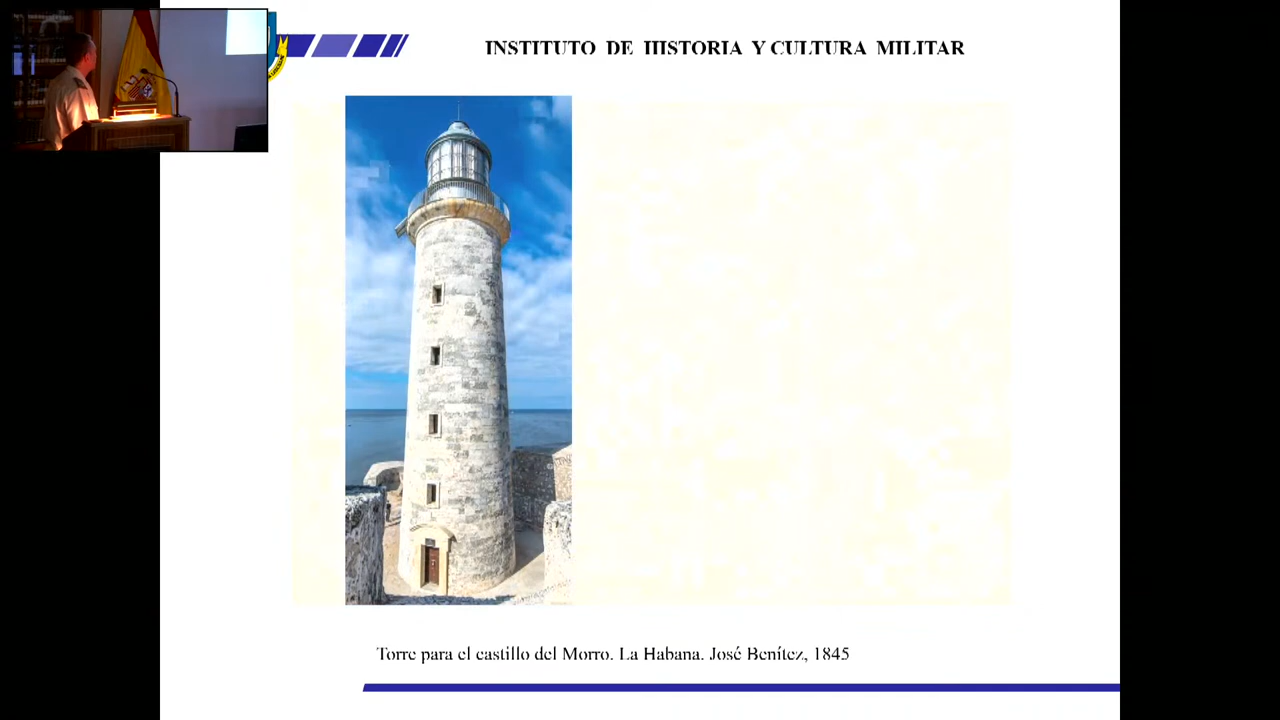 INSTITUTO DE HISTORIA Y CULTURA MILITAR
Torre para el castillo del Morro. La Habana. José Benítez, 1845